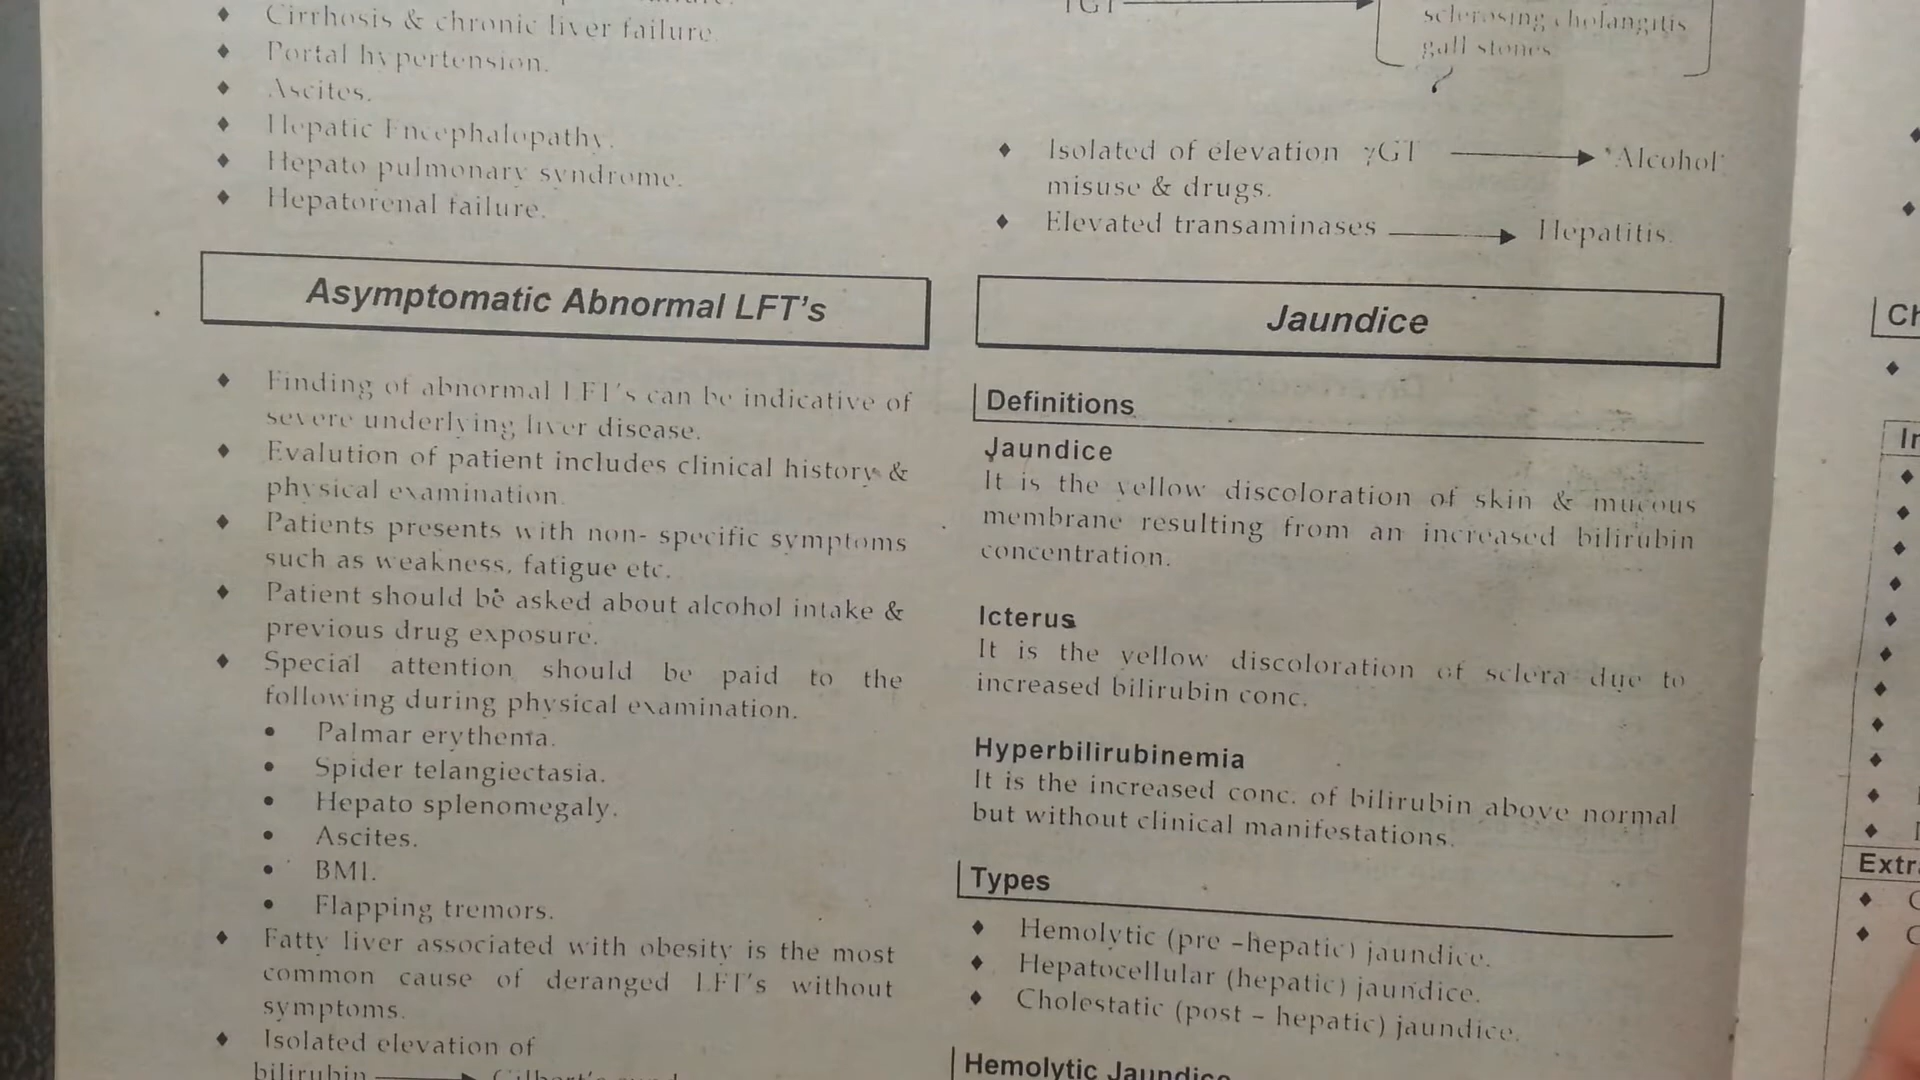 Cirrhosis & chronic liver failure
Portal hypertension.
Ascites.
Hepatic Encephalopathy.
Hepato pulmonary syndrome.
Hepatorenal failure.
Asymptomatic Abnormal LFT's
Finding of abnormal LFT's can be indicative of
severe underlying liver disease.
Evalution of patient includes clinical history &
physical examination.
Patients presents with non- specific symptoms
such as weakness, fatigue etc.
Patient should be asked about alcohol intake &
previous drug exposure.
Special attention should be paid to the
following during physical examination.
Palmar erythema.
Spider telangiectasia.
Hepato splenomegaly.
Ascites.
BMI.
Flapping tremors.
Fatty liver associated with obesity is the most
common cause of deranged LFT's without
symptoms.
Isolated elevation of
bilirubin
sclerosing cholangitis
gall stones
?
Isolated of elevation γGT → 'Alcohol'
misuse & drugs.
Elevated transaminases → Hepatitis.
Jaundice
Definitions
Jaundice
It is the yellow discoloration of skin & mucous
membrane resulting from an increased bilirubin
concentration.
Icterus
It is the yellow discoloration of sclera due to
increased bilirubin conc.
Hyperbilirubinemia
It is the increased conc. of bilirubin above normal
but without clinical manifestations.
Types
Hemolytic (pre –hepatic) jaundice.
Hepatocellular (hepatic) jaundice.
Cholestatic (post – hepatic) jaundice.
Hemolytic Jaundice